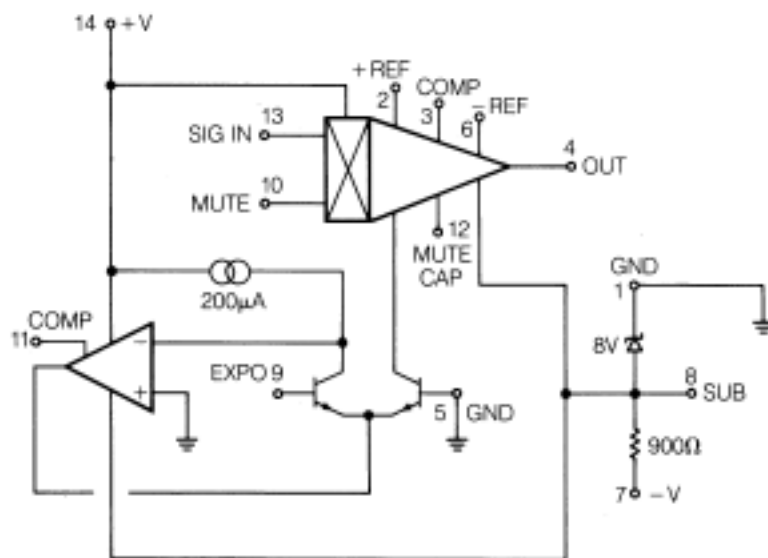 14 +V
+ REF
2
COMP
3
− REF
6
13
SIG IN
10
MUTE
4
OUT
12
MUTE
CAP
200µA
GND
1
COMP
11
−
+
EXPO 9
5
GND
8V
8
SUB
900Ω
7
−V